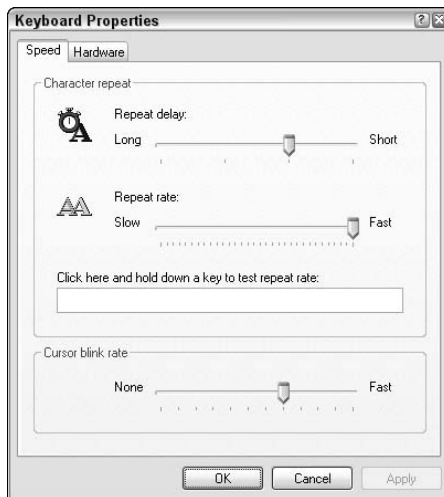 Keyboard Properties
Speed Hardware
Character repeat
Repeat delay:
Long Short
Repeat rate:
Slow Fast
Click here and hold down a key to test repeat rate:
Cursor blink rate
None Fast
OK Cancel Apply